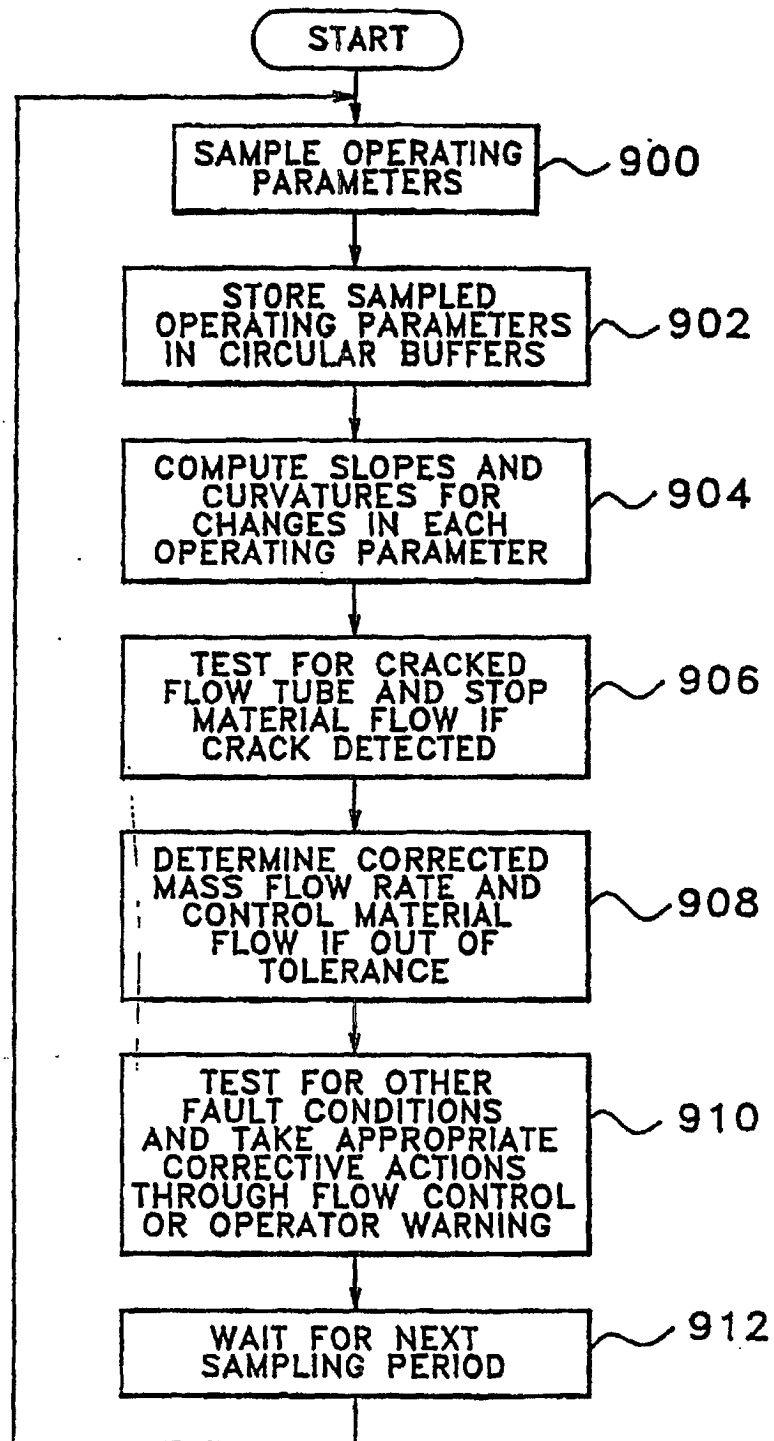 START
SAMPLE OPERATING
PARAMETERS
900
STORE SAMPLED
OPERATING PARAMETERS
IN CIRCULAR BUFFERS
902
COMPUTE SLOPES AND
CURVATURES FOR
CHANGES IN EACH
OPERATING PARAMETER
904
TEST FOR CRACKED
FLOW TUBE AND STOP
MATERIAL FLOW IF
CRACK DETECTED
906
DETERMINE CORRECTED
MASS FLOW RATE AND
CONTROL MATERIAL
FLOW IF OUT OF
TOLERANCE
908
TEST FOR OTHER
FAULT CONDITIONS
AND TAKE APPROPRIATE
CORRECTIVE ACTIONS
THROUGH FLOW CONTROL
OR OPERATOR WARNING
910
WAIT FOR NEXT
SAMPLING PERIOD
912